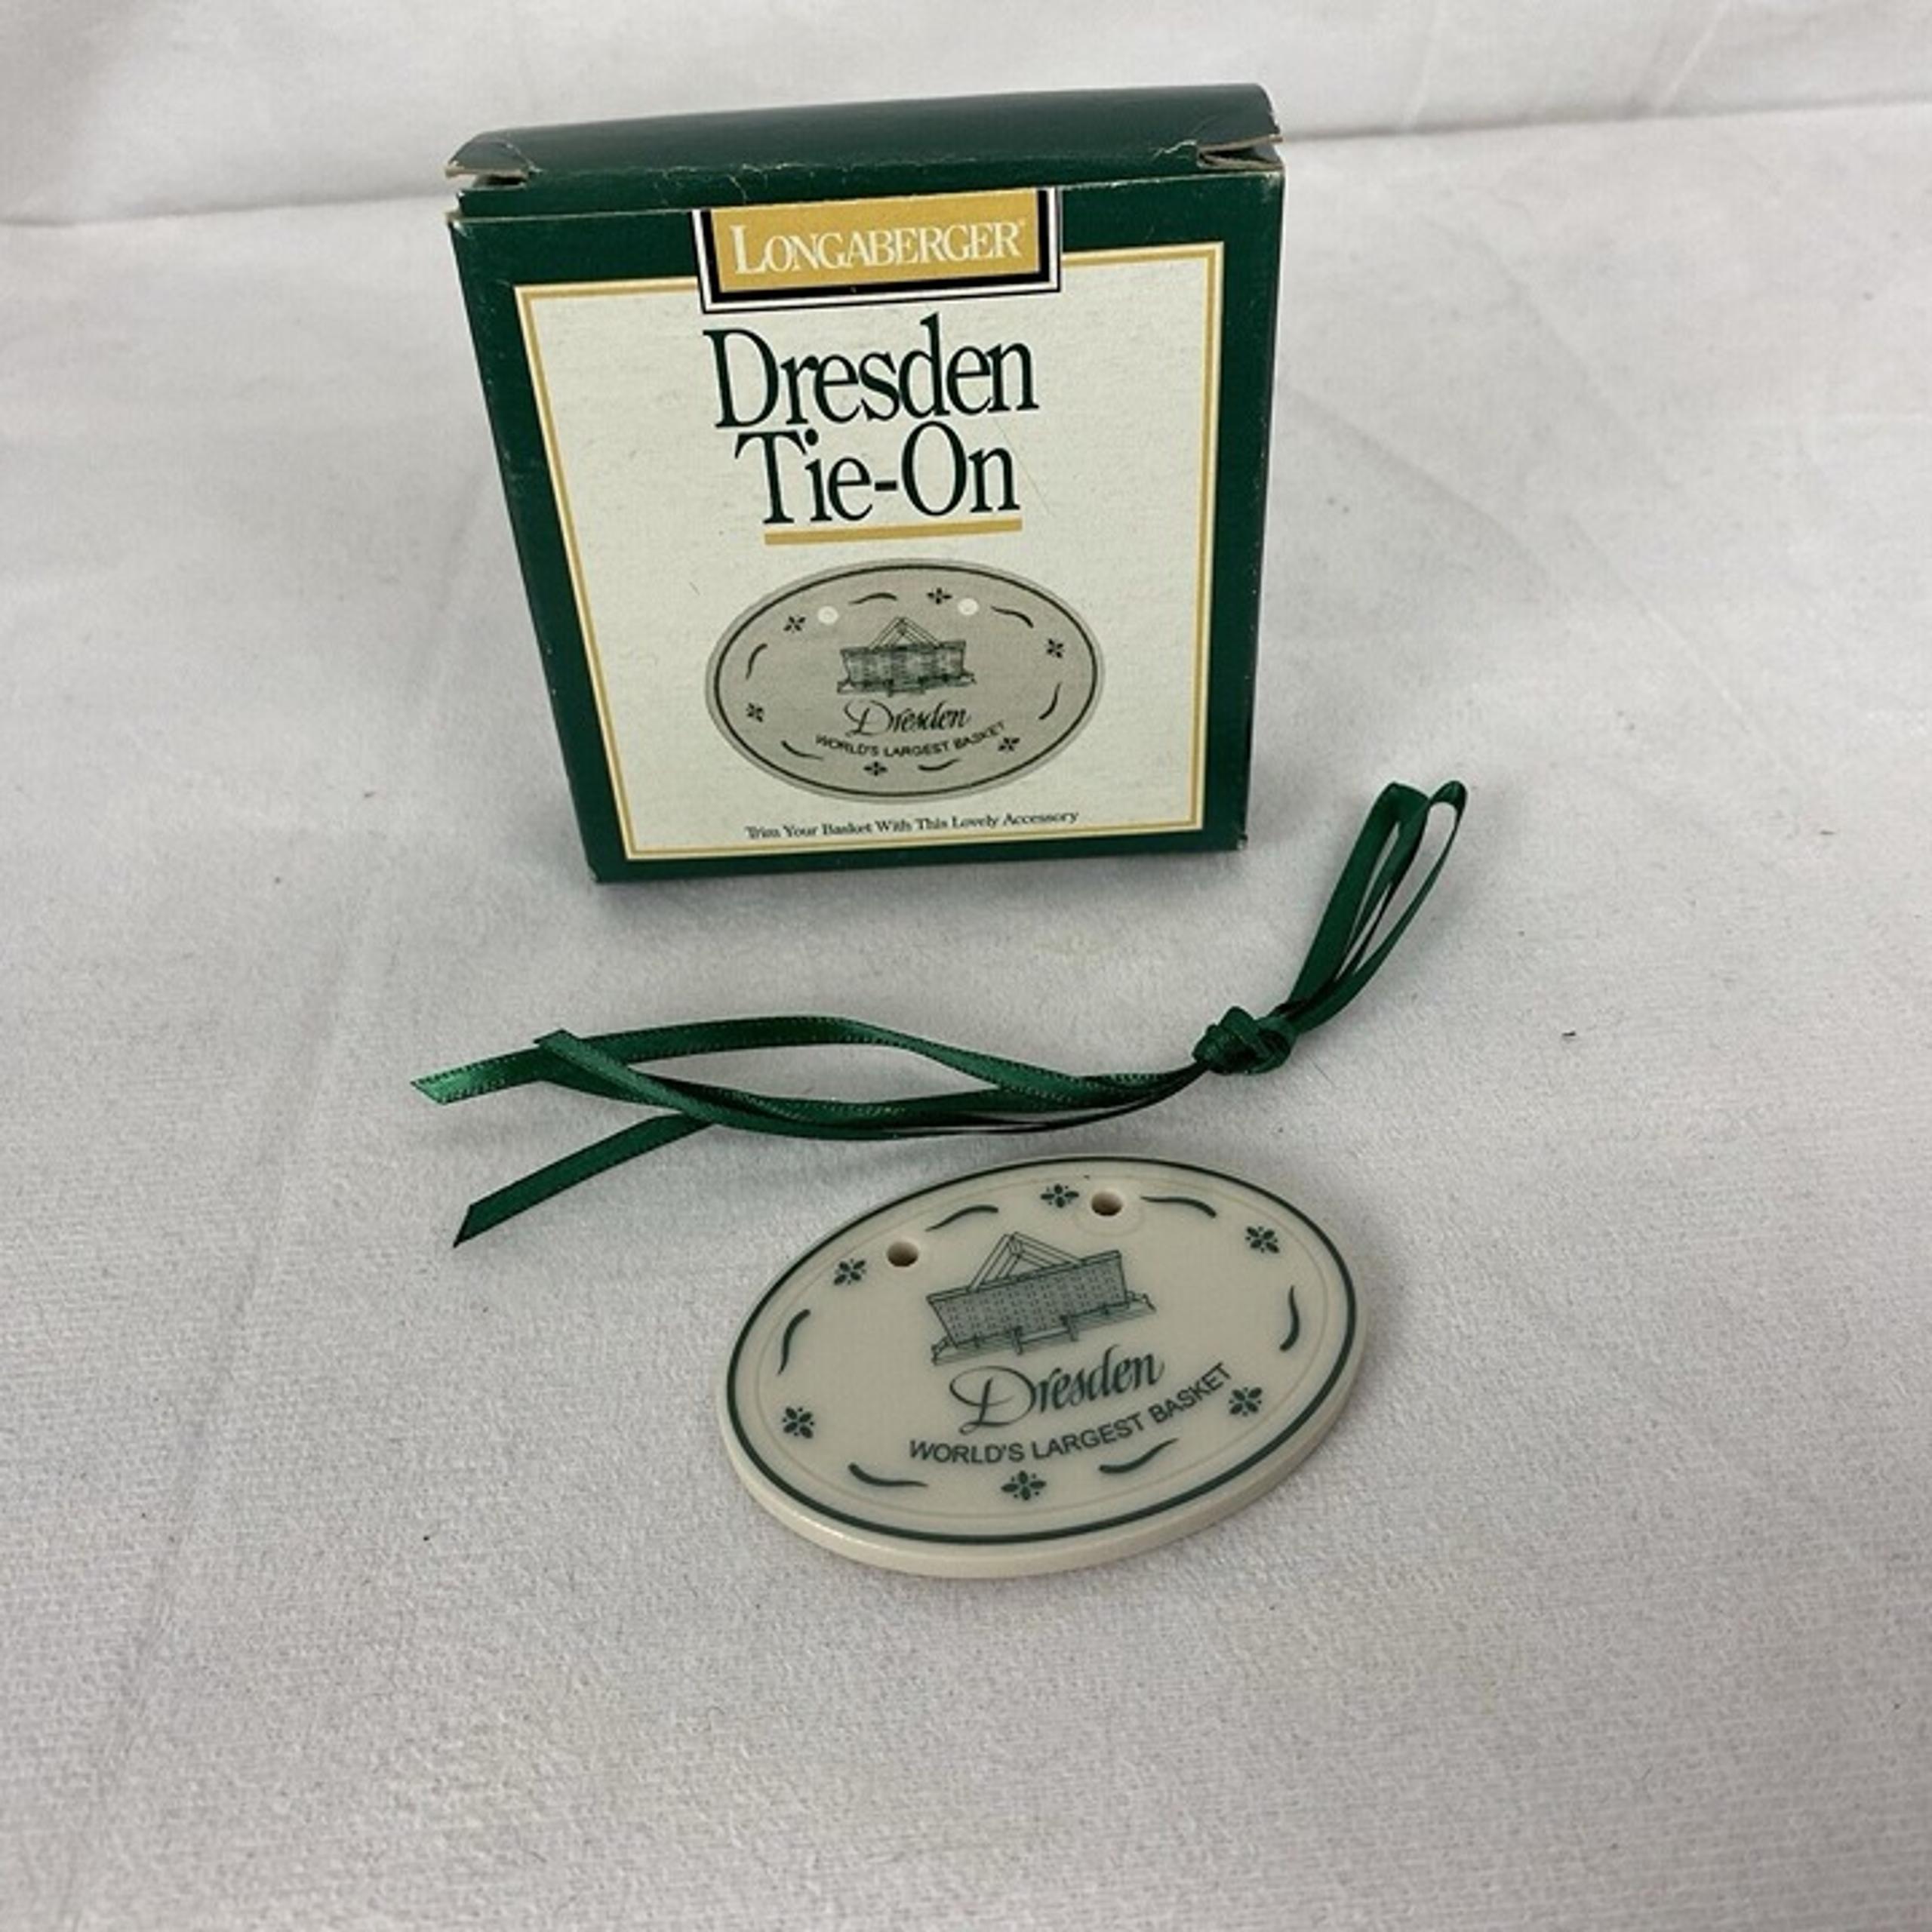 LONGABERGER®
Dresden
Tie-On
Dresden
WORLD'S LARGEST BASKET
Trim Your Basket With This Lovely Accessory
Dresden
WORLD'S LARGEST BASKET